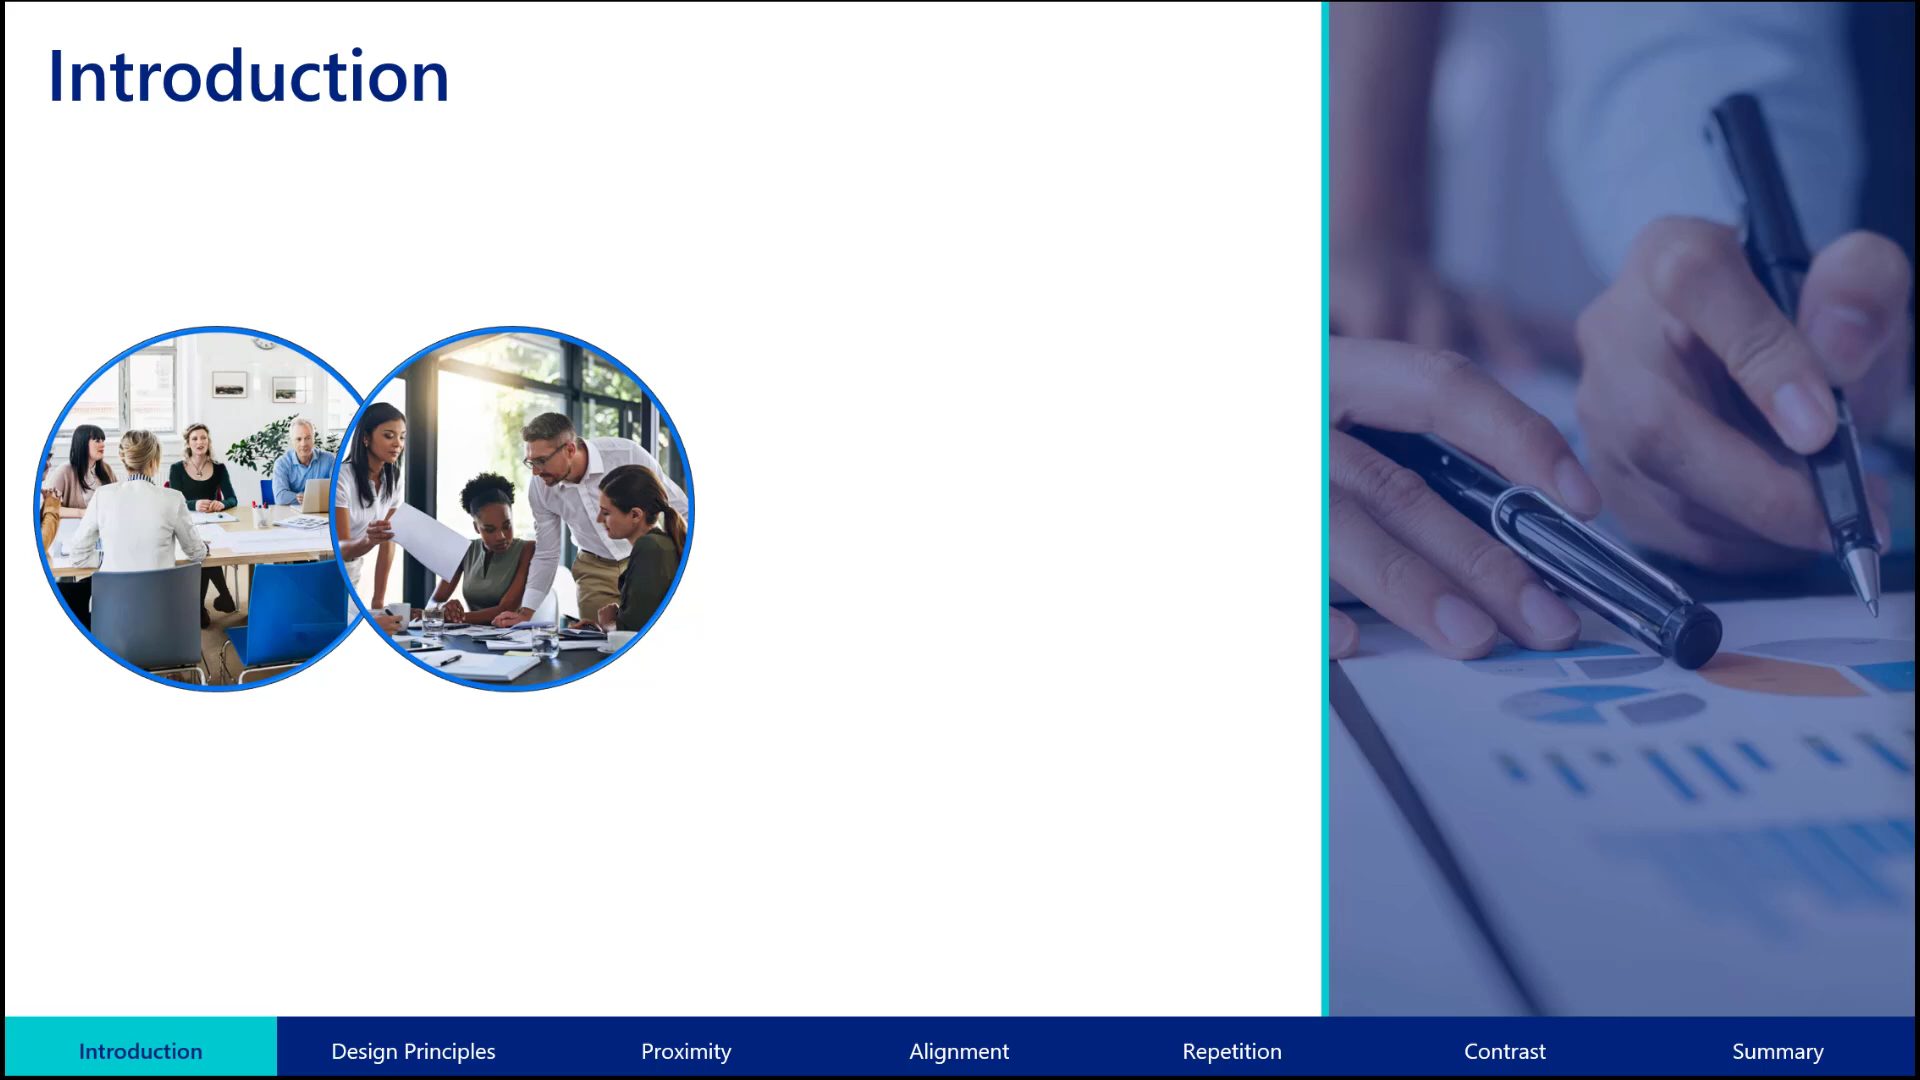 Introduction
Introduction
Design Principles
Proximity
Alignment
Repetition
Contrast
Summary